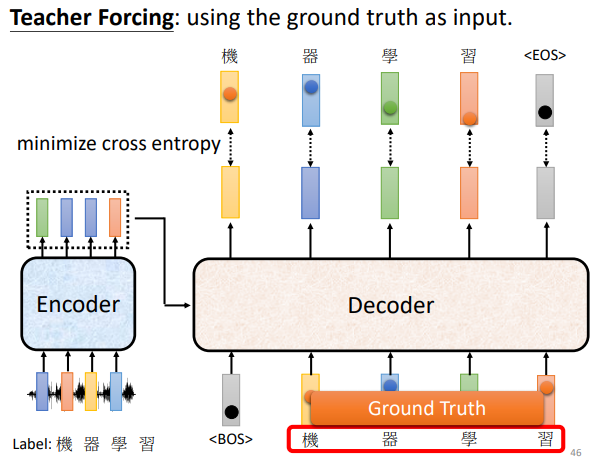 Teacher Forcing: using the ground truth as input.
機 器 學 習 <EOS>
minimize cross entropy
Encoder
Decoder
Ground Truth
<BOS>
機 器 學 習
Label: 機 器 學 習
46